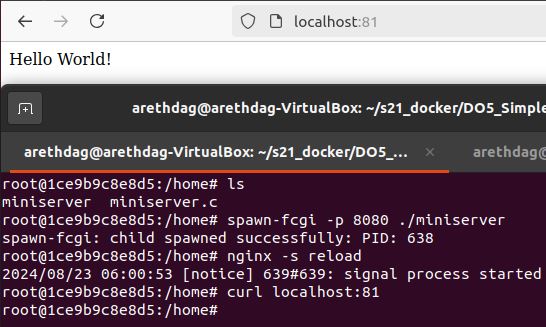 localhost:81
Hello World!
arethdag@arethdag-VirtualBox: ~/s21_docker/DO5_Simple
arethdag@arethdag-VirtualBox: ~/s21_docker/DO5_... × arethdag@
root@1ce9b9c8e8d5:/home# ls
miniserver  miniserver.c
root@1ce9b9c8e8d5:/home# spawn-fcgi -p 8080 ./miniserver
spawn-fcgi: child spawned successfully: PID: 638
root@1ce9b9c8e8d5:/home# nginx -s reload
2024/08/23 06:00:53 [notice] 639#639: signal process started
root@1ce9b9c8e8d5:/home# curl localhost:81
root@1ce9b9c8e8d5:/home#